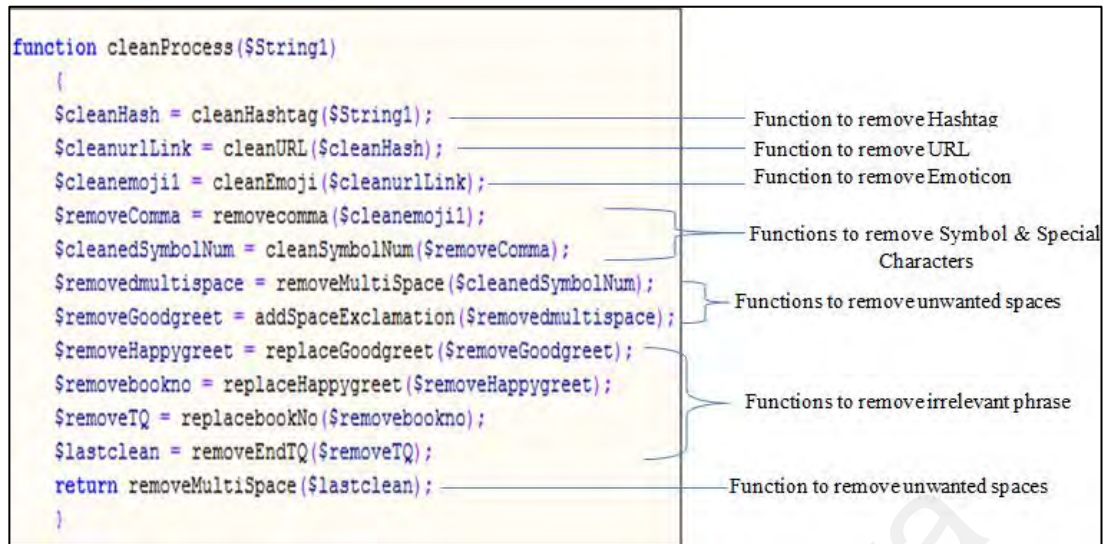 function cleanProcess($String1)
{
$cleanHash = cleanHashtag($String1);
Function to remove Hashtag
$cleanurlLink = cleanURL($cleanHash);
Function to remove URL
$cleanemoji1 = cleanEmoji($cleanurlLink);
Function to remove Emoticon
$removeComma = removecomma($cleanemoji1);
$cleanedSymbolNum = cleanSymbolNum($removeComma);
Functions to remove Symbol & Special
Characters
$removedmultispace = removeMultiSpace($cleanedSymbolNum);
$removeGoodgreet = addSpaceExclamation($removedmultispace);
Functions to remove unwanted spaces
$removeHappygreet = replaceGoodgreet($removeGoodgreet);
$removebookno = replaceHappygreet($removeHappygreet);
$removeTQ = replacebookNo($removebookno);
$lastclean = removeEndTQ($removeTQ);
Functions to remove irrelevant phrase
return removeMultiSpace($lastclean);
Function to remove unwanted spaces
}